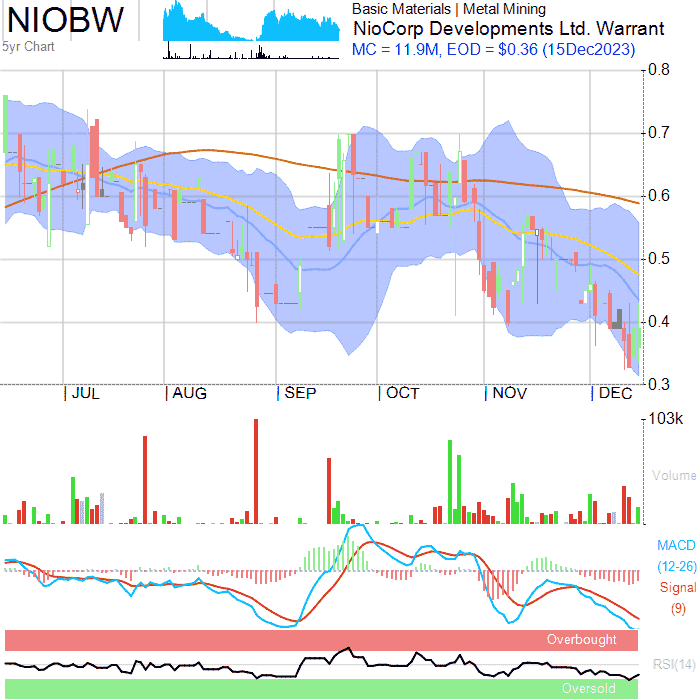 NIOBW
5yr Chart
Basic Materials | Metal Mining
NioCorp Developments Ltd. Warrant
MC = 11.9M, EOD = $0.36 (15Dec2023)
0.8
0.7
0.6
0.5
0.4
0.3
JUL
AUG
SEP
OCT
NOV
DEC
103k
Volume
MACD
(12-26)
Signal
(9)
Overbought
RSI(14)
Oversold